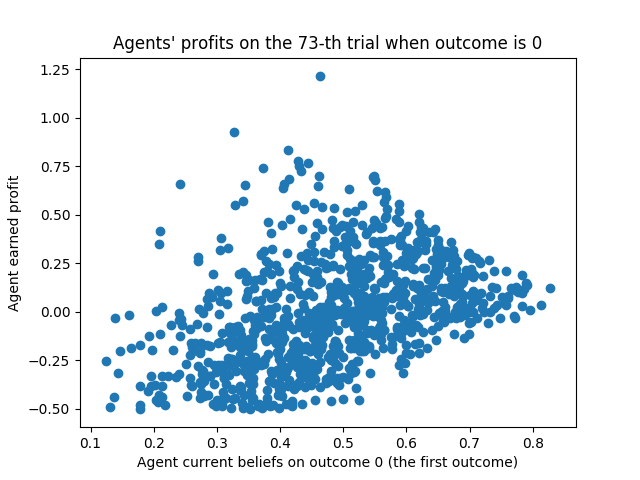 Agents' profits on the 73-th trial when outcome is 0
1.25
1.00
0.75
0.50
0.25
0.00
−0.25
−0.50
Agent earned profit
0.1 0.2 0.3 0.4 0.5 0.6 0.7 0.8
Agent current beliefs on outcome 0 (the first outcome)